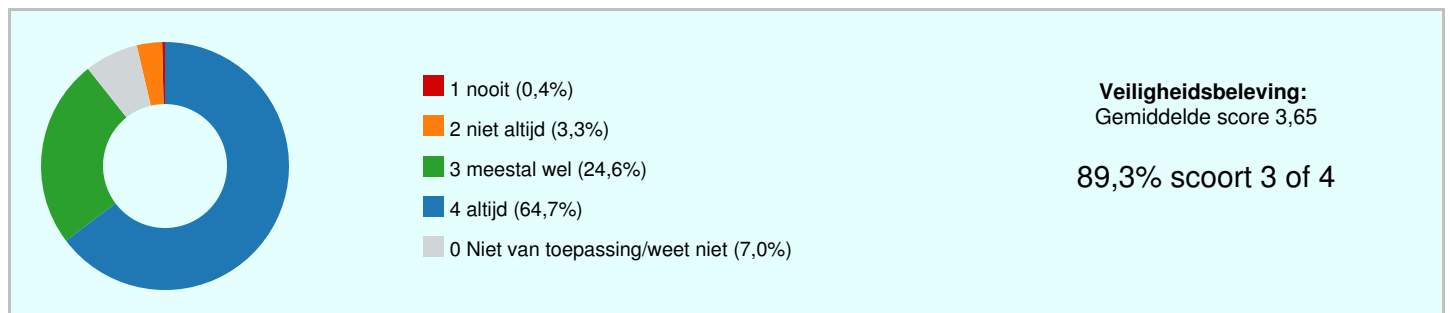 1 nooit (0,4%)
2 niet altijd (3,3%)
3 meestal wel (24,6%)
4 altijd (64,7%)
0 Niet van toepassing/weet niet (7,0%)
Veiligheidsbeleving:
Gemiddelde score 3,65
89,3% scoort 3 of 4